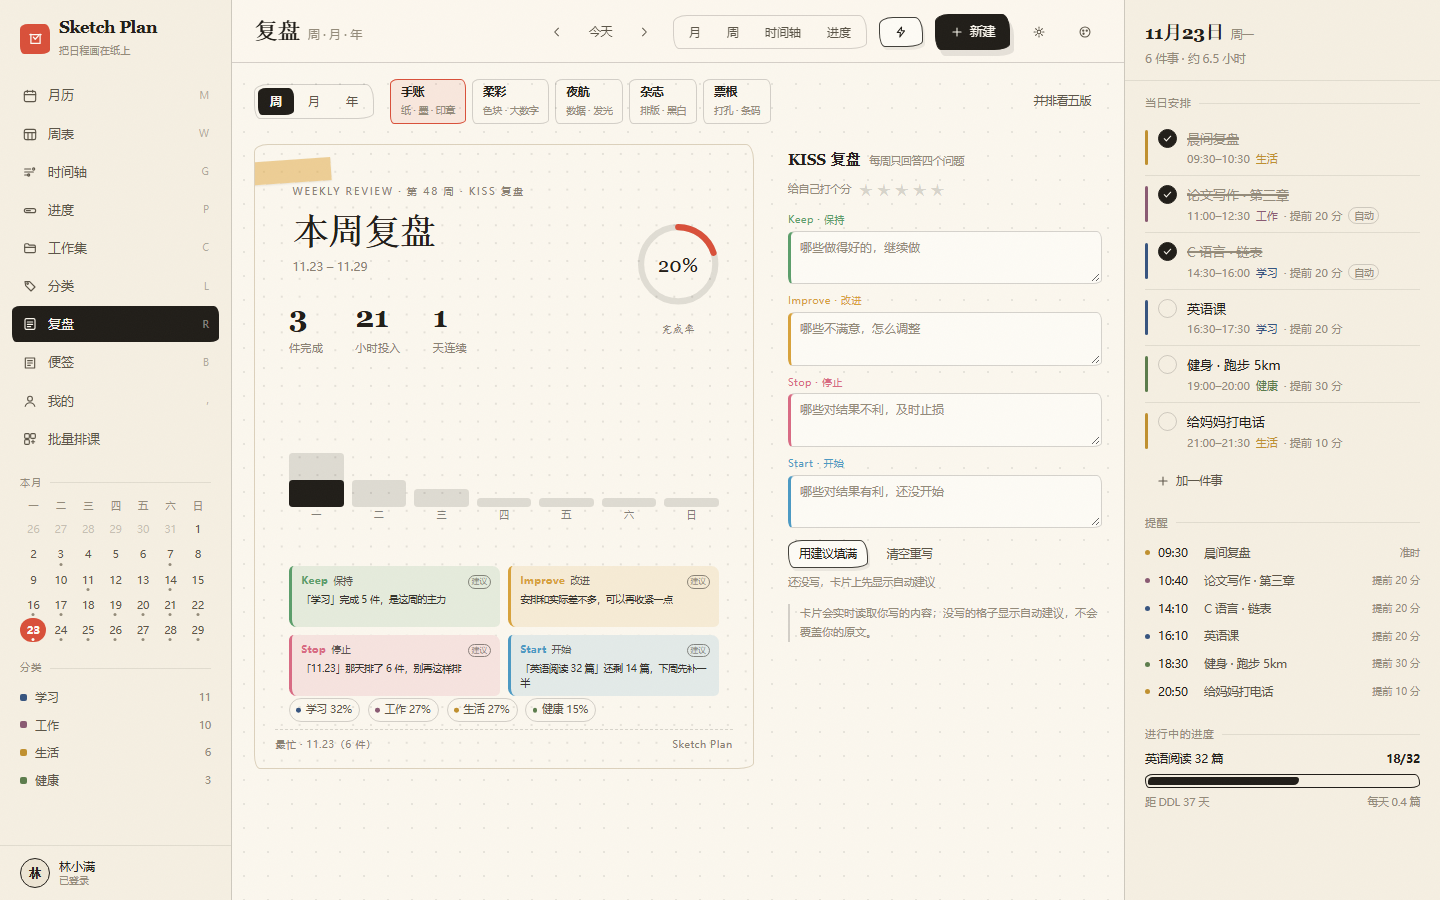 Sketch Plan
把日程画在纸上
月历 M
周表 W
时间轴 G
进度 P
工作集 C
分类 L
复盘 R
便签 B
我的 ,
批量排课
本月
一 二 三 四 五 六 日
26 27 28 29 30 31 1
2 3 4 5 6 7 8
9 10 11 12 13 14 15
16 17 18 19 20 21 22
23 24 25 26 27 28 29
分类
学习 11
工作 10
生活 6
健康 3
林 林小满
已登录
复盘 周·月·年
今天
月 周 时间轴 进度
新建
周 月 年
手账
纸·墨·印章
柔彩
色块·大数字
夜航
数据·发光
杂志
排版·黑白
票根
打孔·条码
并排看五版
WEEKLY REVIEW · 第 48 周 · KISS 复盘
本周复盘
11.23 – 11.29
20%
完成率
3 21 1
件完成 小时投入 天连续
一 二 三 四 五 六 日
Keep 保持 建议
「学习」完成 5 件，是这周的主力
Improve 改进 建议
安排和实际差不多，可以再收紧一点
Stop 停止 建议
「11.23」那天排了 6 件，别再这样排
Start 开始 建议
「英语阅读 32 篇」还剩 14 篇，下周先补一
半
学习 32% 工作 27% 生活 27% 健康 15%
最忙 · 11.23（6 件）
Sketch Plan
KISS 复盘 每周只回答四个问题
给自己打个分 ★★★★★
Keep · 保持
哪些做得好的，继续做
Improve · 改进
哪些不满意，怎么调整
Stop · 停止
哪些对结果不利，及时止损
Start · 开始
哪些对结果有利，还没开始
用建议填满 清空重写
还没写，卡片上先显示自动建议
卡片会实时读取你写的内容；没写的格子显示自动建议，不会
覆盖你的原文。
11月23日 周一
6 件事 · 约 6.5 小时
当日安排
晨间复盘
09:30–10:30 生活
论文写作 · 第三章
11:00–12:30 工作 · 提前 20 分 自动
C 语言 · 链表
14:30–16:00 学习 · 提前 20 分 自动
英语课
16:30–17:30 学习 · 提前 20 分
健身 · 跑步 5km
19:00–20:00 健康 · 提前 30 分
给妈妈打电话
21:00–21:30 生活 · 提前 10 分
加一件事
提醒
09:30 晨间复盘 准时
10:40 论文写作 · 第三章 提前 20 分
14:10 C 语言 · 链表 提前 20 分
16:10 英语课 提前 20 分
18:30 健身 · 跑步 5km 提前 30 分
20:50 给妈妈打电话 提前 10 分
进行中的进度
英语阅读 32 篇 18/32
距 DDL 37 天 每天 0.4 篇